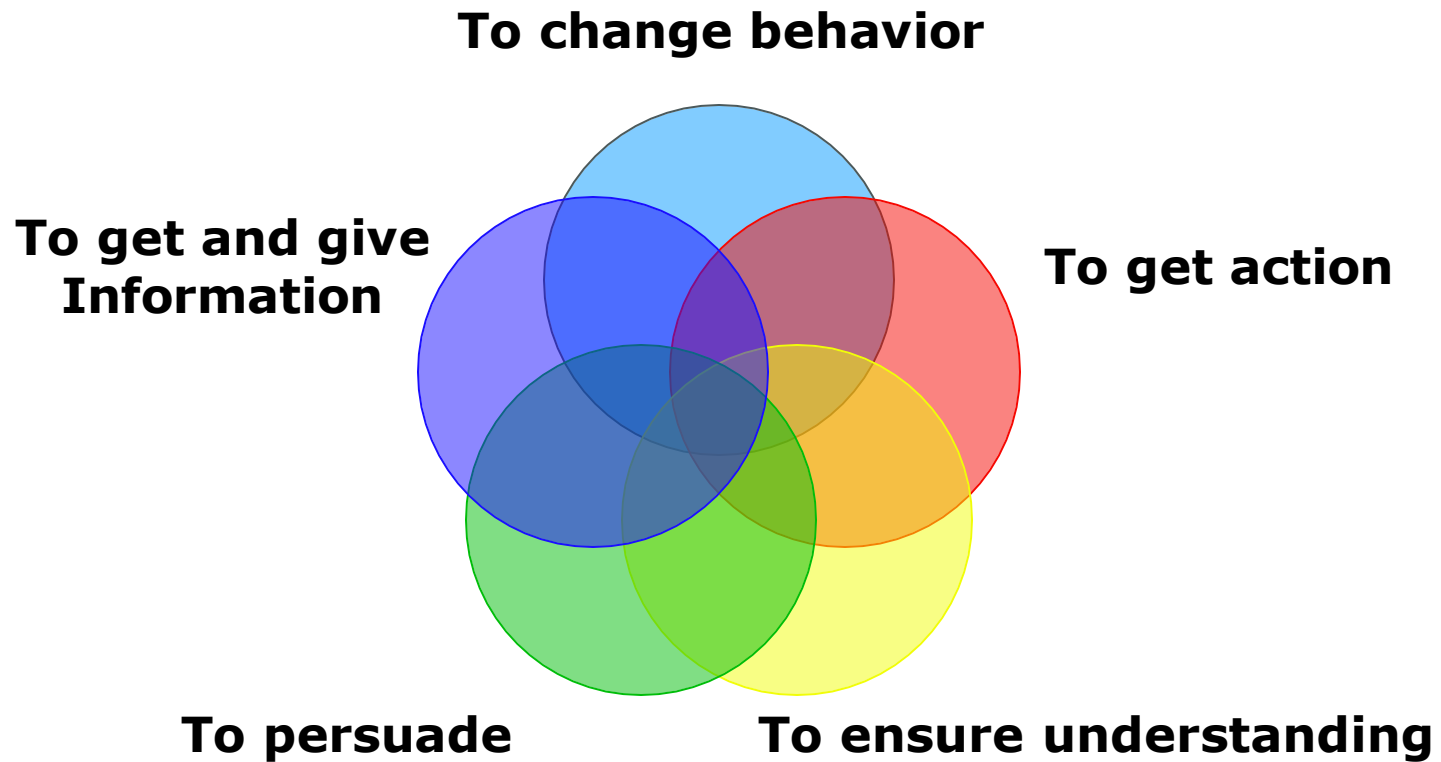 To change behavior
To get and give
Information
To get action
To persuade
To ensure understanding